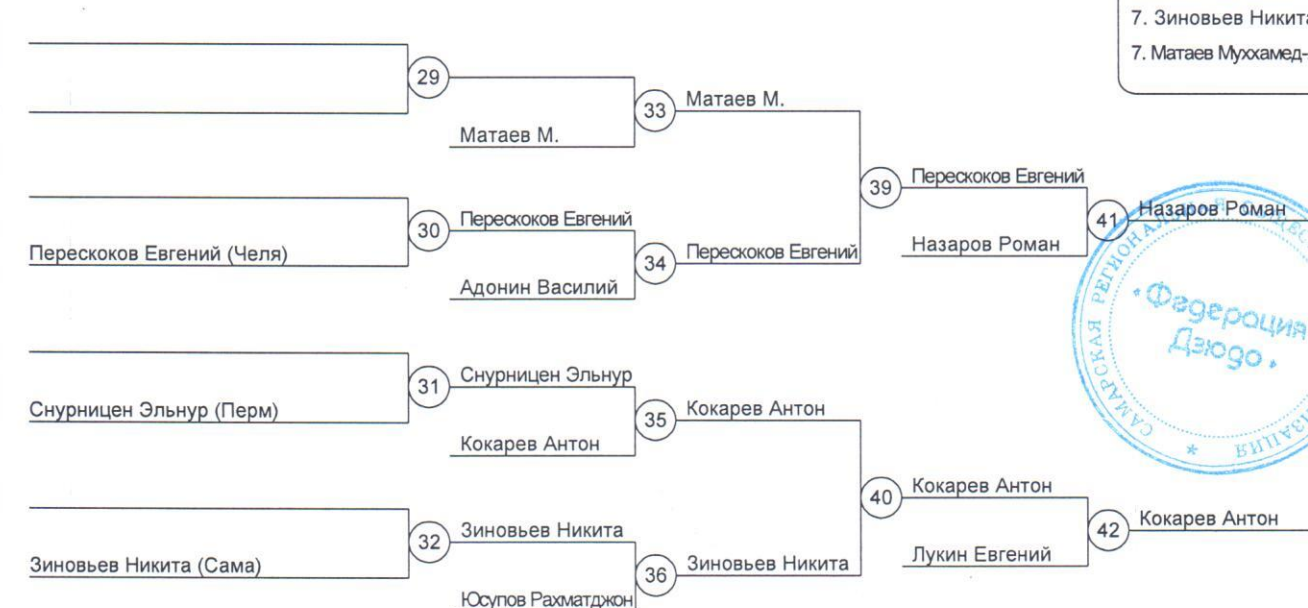 7. Зиновьев Никита
7. Матаев Муххамед-
29
Матаев М.
33
Матаев М.
Перескоков Евгений (Челя)
30
Перескоков Евгений
Адонин Василий
34
Перескоков Евгений
39
Перескоков Евгений
Назаров Роман
41
Назаров Роман
Снурницен Эльнур (Перм)
31
Снурницен Эльнур
Кокарев Антон
35
Кокарев Антон
Зиновьев Никита (Сама)
32
Зиновьев Никита
Юсупов Рахматджон
36
Зиновьев Никита
40
Кокарев Антон
Лукин Евгений
42
Кокарев Антон
САМАРСКАЯ РЕГИОНАЛЬНАЯ
Федерация
Дзюдо